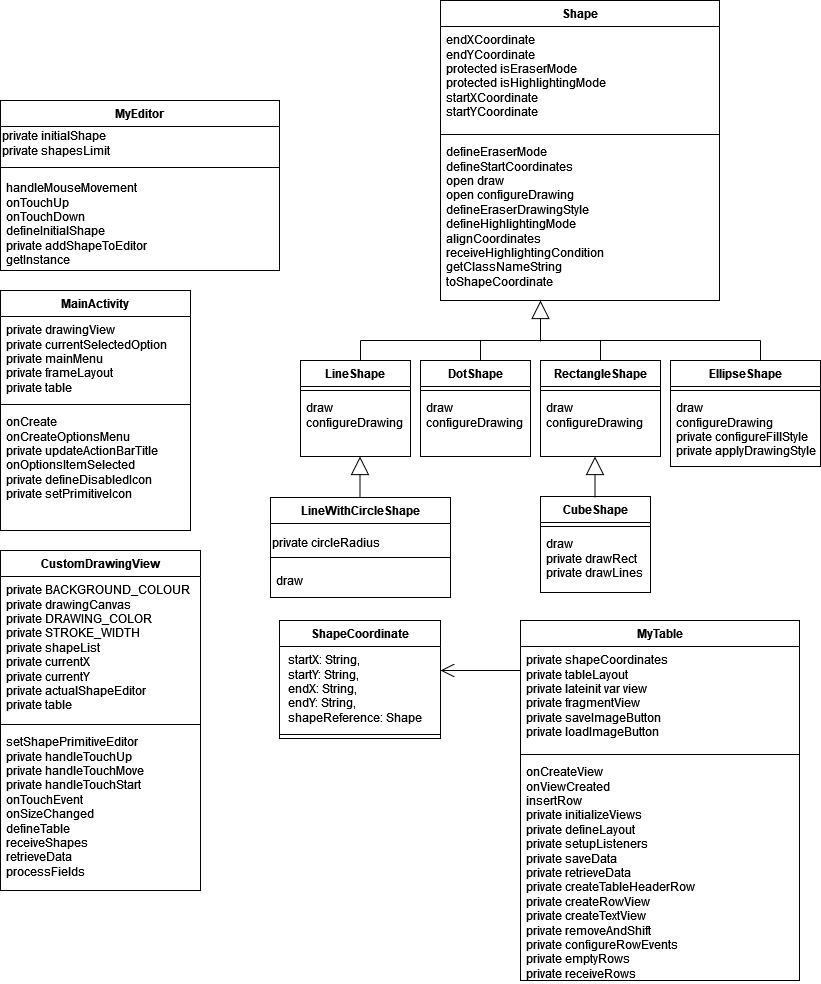 Shape
endXCoordinate
endYCoordinate
protected isEraserMode
protected isHighlightingMode
startXCoordinate
startYCoordinate
defineEraserMode
defineStartCoordinates
open draw
open configureDrawing
defineEraserDrawingStyle
defineHighlightingMode
alignCoordinates
receiveHighlightingCondition
getClassNameString
toShapeCoordinate
MyEditor
private initialShape
private shapesLimit
handleMouseMovement
onTouchUp
onTouchDown
defineInitialShape
private addShapeToEditor
getInstance
MainActivity
private drawingView
private currentSelectedOption
private mainMenu
private frameLayout
private table
onCreate
onCreateOptionsMenu
private updateActionBarTitle
onOptionsItemSelected
private defineDisabledIcon
private setPrimitiveIcon
LineShape
draw
configureDrawing
DotShape
draw
configureDrawing
RectangleShape
draw
configureDrawing
EllipseShape
draw
configureDrawing
private configureFillStyle
private applyDrawingStyle
LineWithCircleShape
private circleRadius
draw
CubeShape
draw
private drawRect
private drawLines
CustomDrawingView
private BACKGROUND_COLOUR
private drawingCanvas
private DRAWING_COLOR
private STROKE_WIDTH
private shapeList
private currentX
private currentY
private actualShapeEditor
private table
setShapePrimitiveEditor
private handleTouchUp
private handleTouchMove
private handleTouchStart
onTouchEvent
onSizeChanged
defineTable
receiveShapes
retrieveData
processFields
ShapeCoordinate
startX: String,
startY: String,
endX: String,
endY: String,
shapeReference: Shape
MyTable
private shapeCoordinates
private tableLayout
private lateinit var view
private fragmentView
private saveImageButton
private loadImageButton
onCreateView
onViewCreated
insertRow
private initializeViews
private defineLayout
private setupListeners
private saveData
private retrieveData
private createTableHeaderRow
private createRowView
private createTextView
private removeAndShift
private configureRowEvents
private emptyRows
private receiveRows